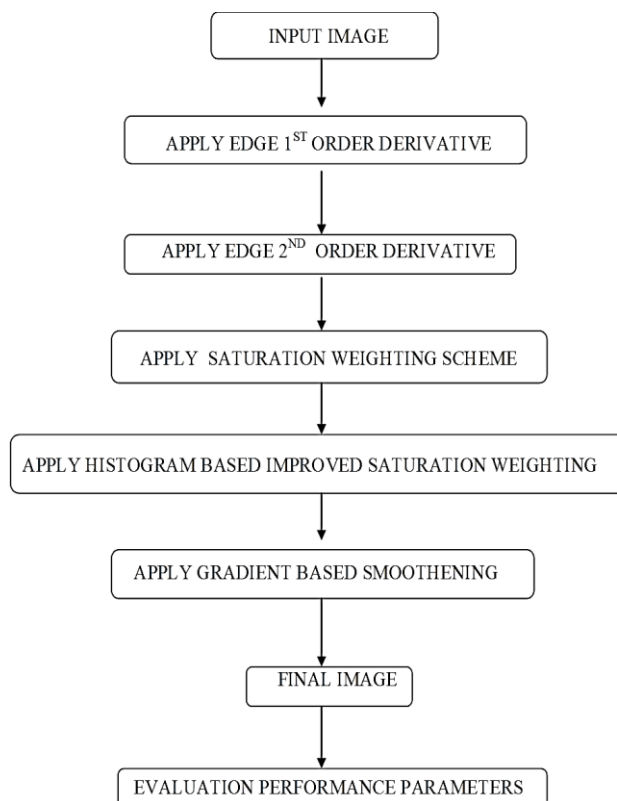 INPUT IMAGE
APPLY EDGE 1ST ORDER DERIVATIVE
APPLY EDGE 2ND ORDER DERIVATIVE
APPLY SATURATION WEIGHTING SCHEME
APPLY HISTOGRAM BASED IMPROVED SATURATION WEIGHTING
APPLY GRADIENT BASED SMOOTHENING
FINAL IMAGE
EVALUATION PERFORMANCE PARAMETERS